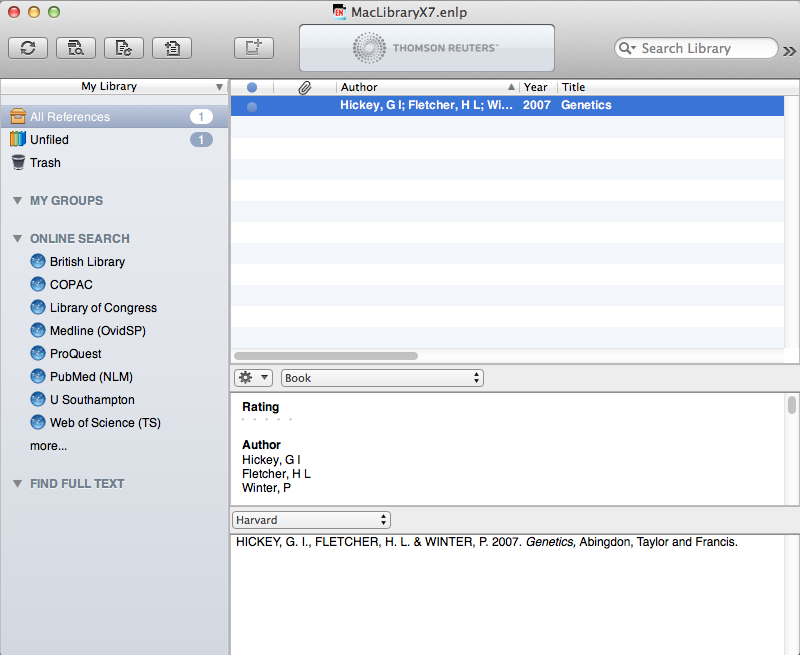 MacLibraryX7.enlp
EN
THOMSON REUTERS™
Search Library
My Library
Author Year Title
All References 1
Hickey, G I; Fletcher, H L; Wi... 2007 Genetics
Unfiled 1
Trash
MY GROUPS
ONLINE SEARCH
British Library
COPAC
Library of Congress
Medline (OvidSP)
ProQuest
PubMed (NLM)
U Southampton
Web of Science (TS)
more...
FIND FULL TEXT
Book
Rating
Author
Hickey, G I
Fletcher, H L
Winter, P
Harvard
HICKEY, G. I., FLETCHER, H. L. & WINTER, P. 2007. Genetics, Abingdon, Taylor and Francis.